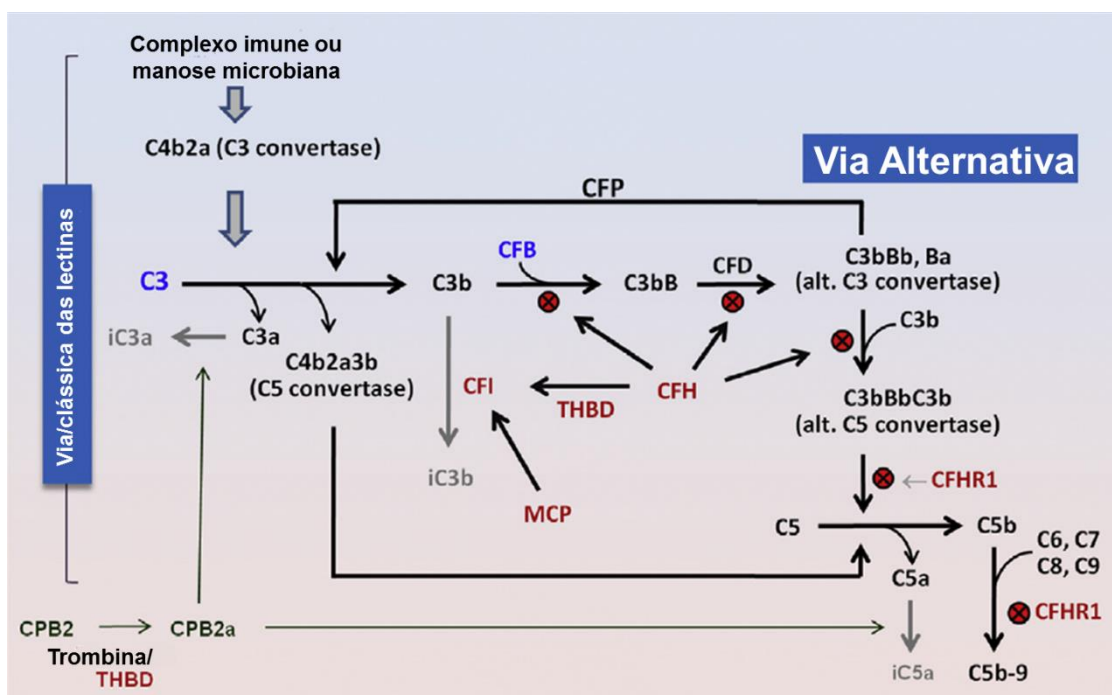 Complexo imune ou
manose microbiana
C4b2a (C3 convertase)
Via Alternativa
CFP
Via/clássica das lectinas
C3
C3b
CFB
C3bB
CFD
C3bBb, Ba
(alt. C3 convertase)
iC3a
C3a
C4b2a3b
(C5 convertase)
C3b
CFI
THBD
CFH
C3bBbC3b
(alt. C5 convertase)
iC3b
MCP
CFHR1
C5
C5b
C6, C7
C8, C9
C5a
CFHR1
CPB2
CPB2a
Trombina/
THBD
iC5a
C5b-9